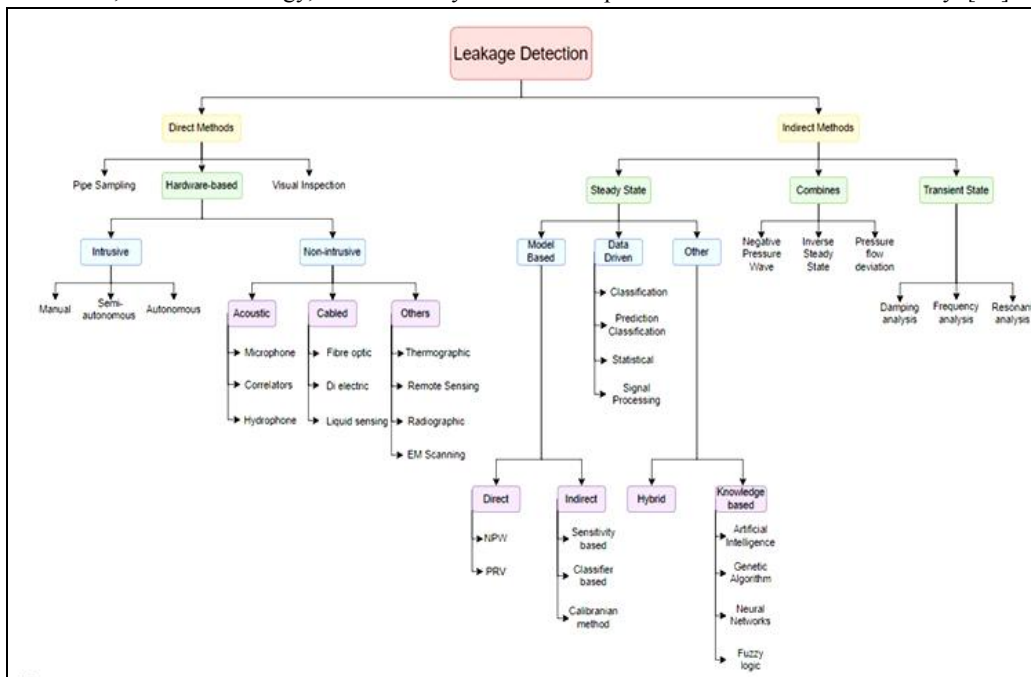 Leakage Detection
Direct Methods
Indirect Methods
Pipe Sampling
Hardware-based
Visual Inspection
Steady State
Combines
Transient State
Intrusive
Non-intrusive
Model
Based
Data
Driven
Other
Negative
Pressure
Wave
Inverse
Steady
State
Pressure
flow
deviation
Manual
Semi-
autonomous
Autonomous
Acoustic
Cabled
Others
Classification
Prediction
Classification
Statistical
Signal
Processing
Damping
analysis
Frequency
analysis
Resonant
analysis
Microphone
Correlators
Hydrophone
Fibre optic
Di electric
Liquid sensing
Thermographic
Remote Sensing
Radiographic
EM Scanning
Direct
Indirect
Hybrid
Knowledge
based
NPW
PRV
Sensitivity
based
Classifier
based
Calibranian
method
Artificial
Intelligence
Genetic
Algorithm
Neural
Networks
Fuzzy
logic